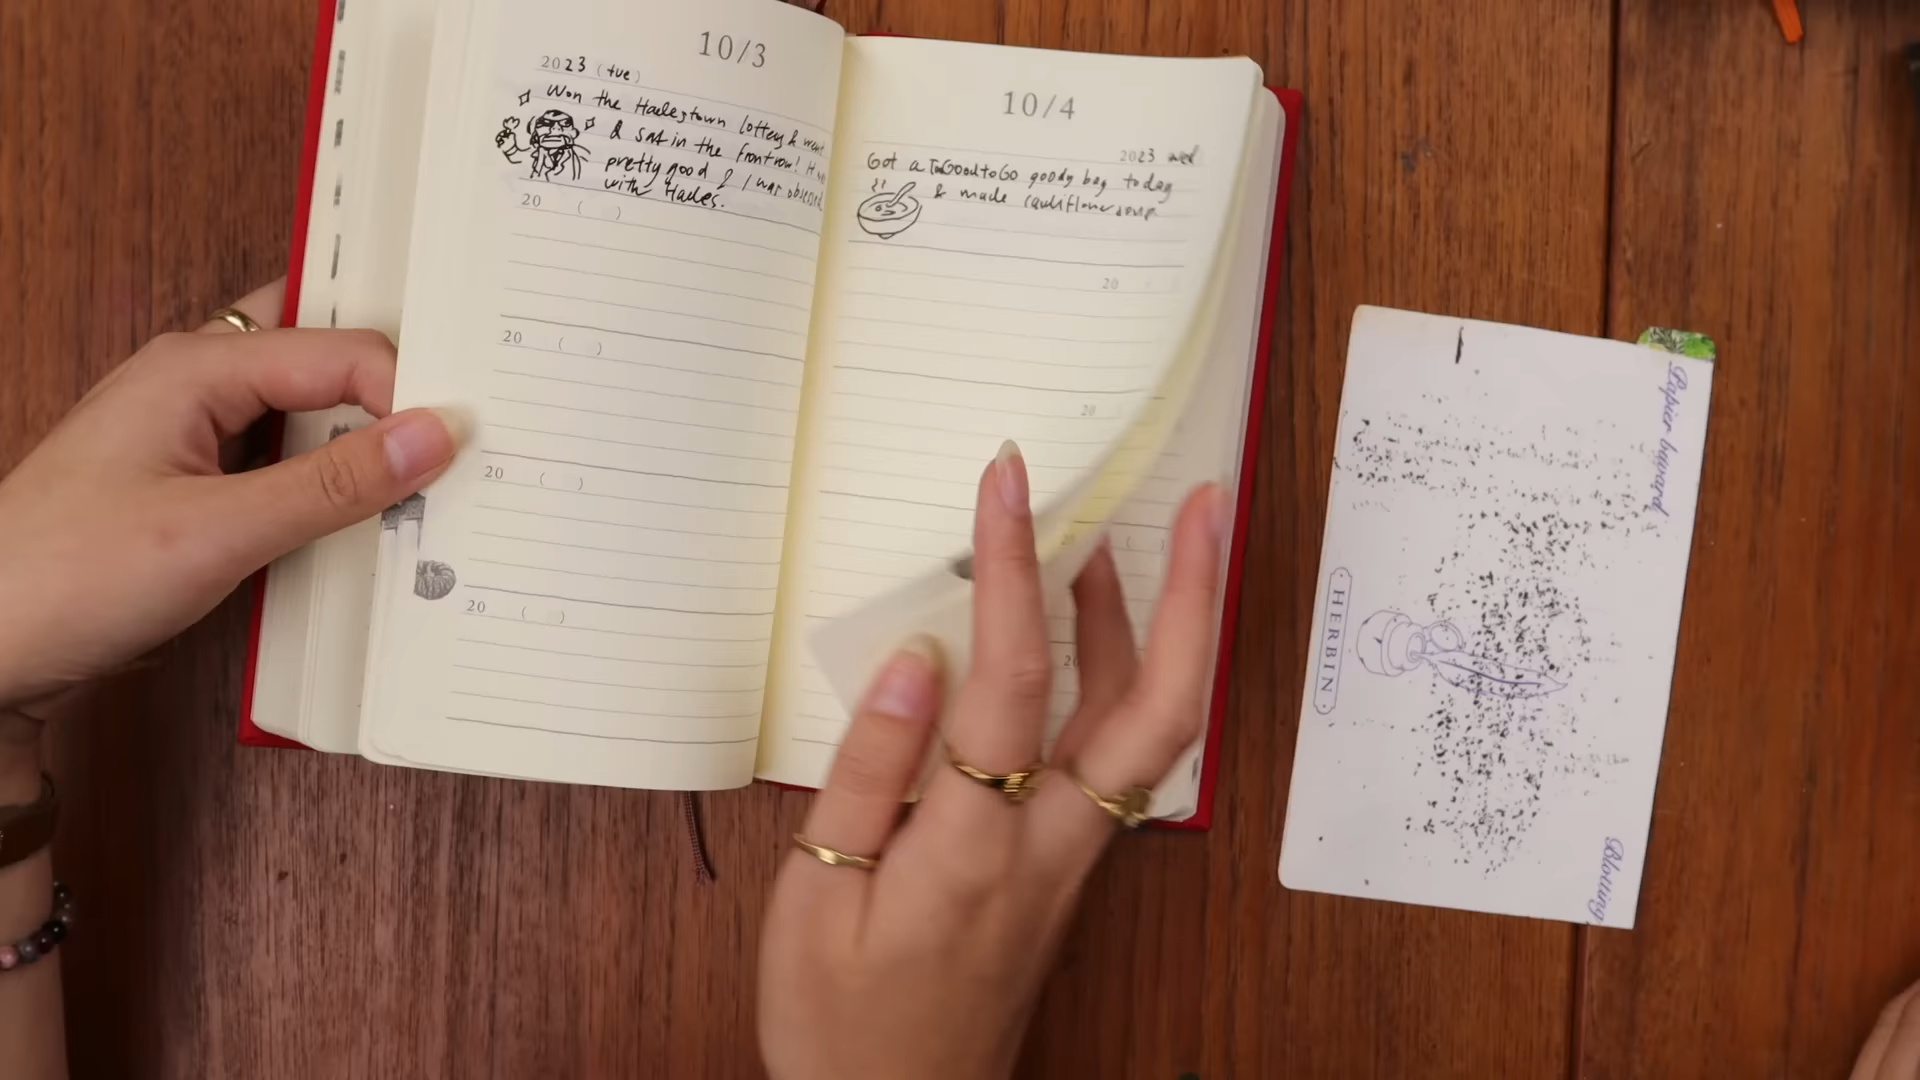 10/3
2023 (tue)
Won the Hadestown lottery & went
& sat in the front row! It was
pretty good & I was obsessed
with Hades.
20 ( )
20 ( )
20 ( )
20 ( )
10/4
2023 wed
Got a TooGoodtoGo goody bag today
& made cauliflower soup
20
20
20 ( )
20
Papier buvard
HERBIN
Blotting